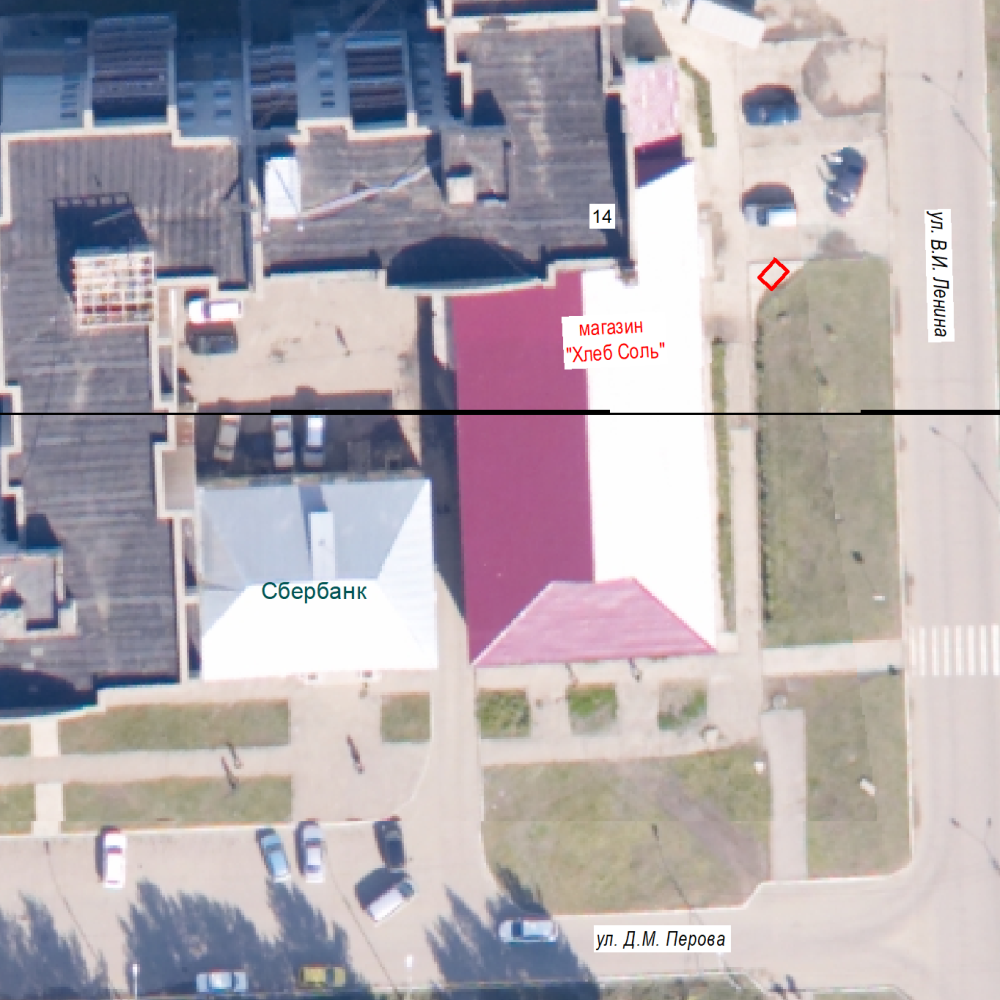 14
ул. В.И. Ленина
магазин
"Хлеб Соль"
Сбербанк
ул. Д.М. Перова